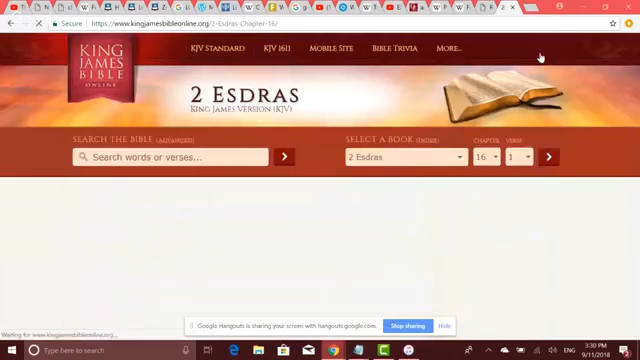 Secure
https://www.kingjamesbibleonline.org/2-Esdras-Chapter-16/
KING
JAMES
BIBLE
ONLINE
KJV STANDARD KJV 1611 MOBILE SITE BIBLE TRIVIA MORE...
2 ESDRAS
KING JAMES VERSION (KJV)
SEARCH THE BIBLE (ADVANCED)
Search words or verses...
SELECT A BOOK CHAPTER VERSE
2 Esdras 16 1
Google Hangouts is sharing your screen with hangouts.google.com. Stop sharing Hide
Waiting for www.kingjamesbibleonline.org...
Type here to search
ENG
3:30 PM
9/11/2018